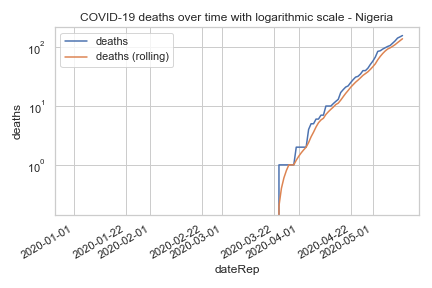 COVID-19 deaths over time with logarithmic scale - Nigeria
deaths
deaths (rolling)
10²
10¹
10⁰
deaths
2020-01-01
2020-01-22
2020-02-01
2020-02-22
2020-03-01
2020-03-22
2020-04-01
2020-04-22
2020-05-01
dateRep